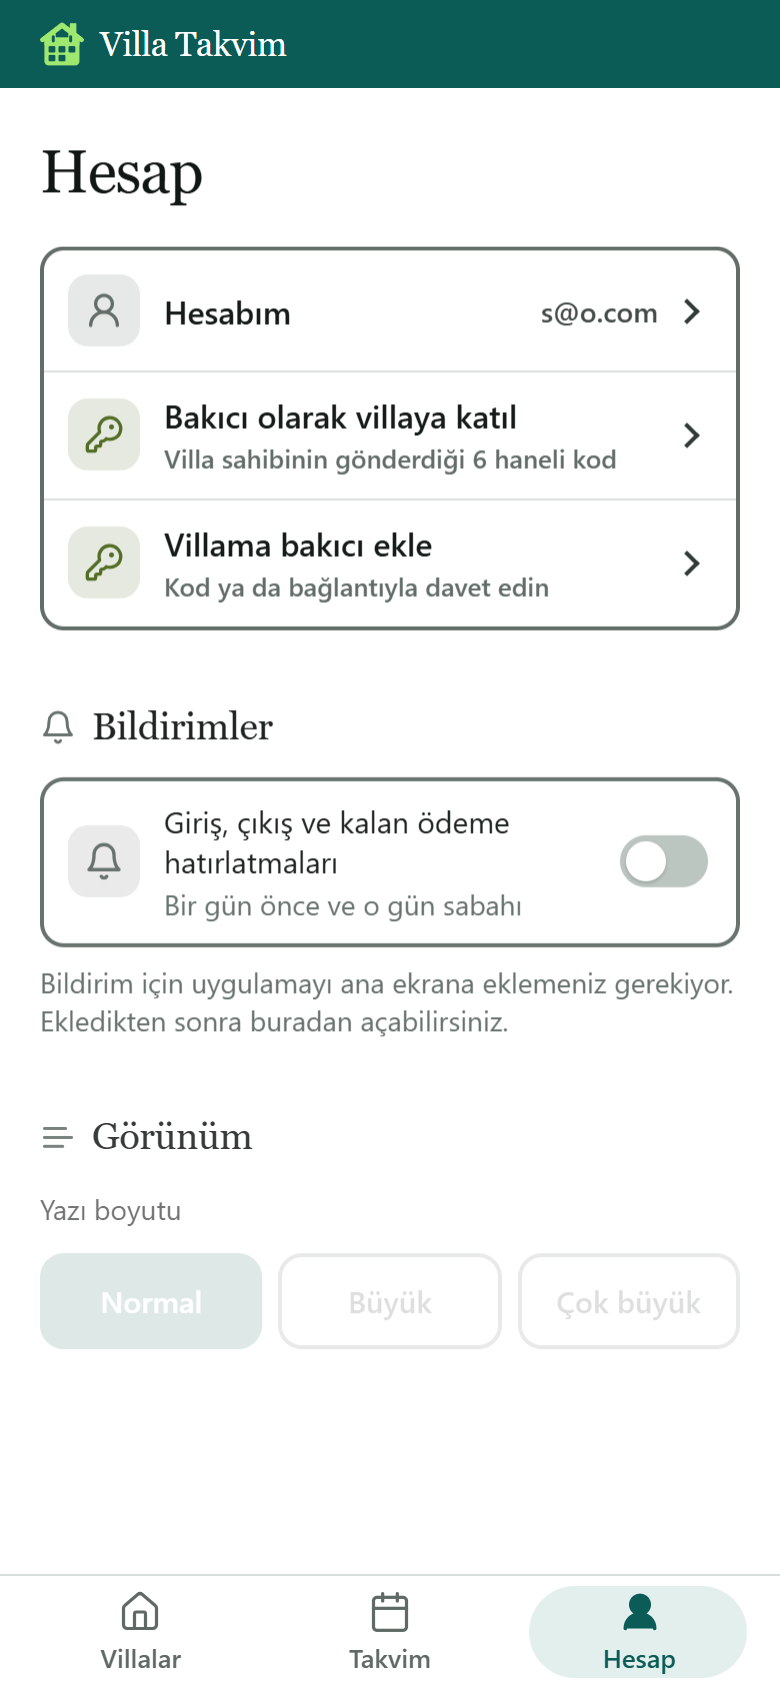 Villa Takvim
Hesap
Hesabım
s@o.com
Bakıcı olarak villaya katıl
Villa sahibinin gönderdiği 6 haneli kod
Villama bakıcı ekle
Kod ya da bağlantıyla davet edin
Bildirimler
Giriş, çıkış ve kalan ödeme
hatırlatmaları
Bir gün önce ve o gün sabahı
Bildirim için uygulamayı ana ekrana eklemeniz gerekiyor.
Ekledikten sonra buradan açabilirsiniz.
Görünüm
Yazı boyutu
Normal
Büyük
Çok büyük
Villalar
Takvim
Hesap